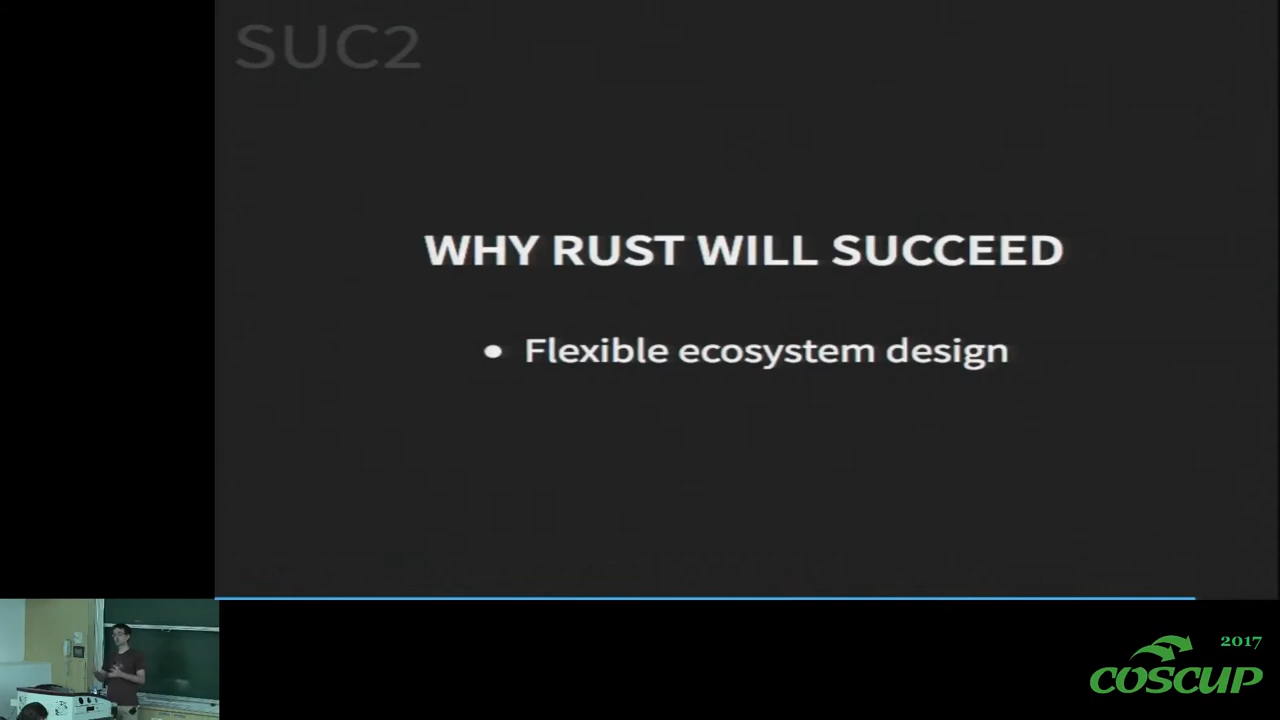 SUC2
WHY RUST WILL SUCCEED
• Flexible ecosystem design
2017
COSCUP